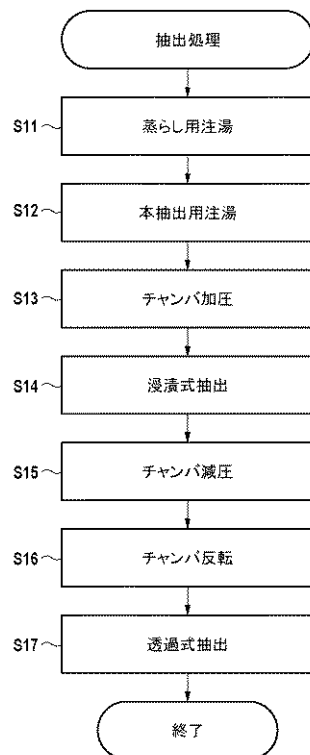 抽出処理
S11 蒸らし用注湯
S12 本抽出用注湯
S13 チャンバ加圧
S14 浸漬式抽出
S15 チャンバ減圧
S16 チャンバ反転
S17 透過式抽出
終了